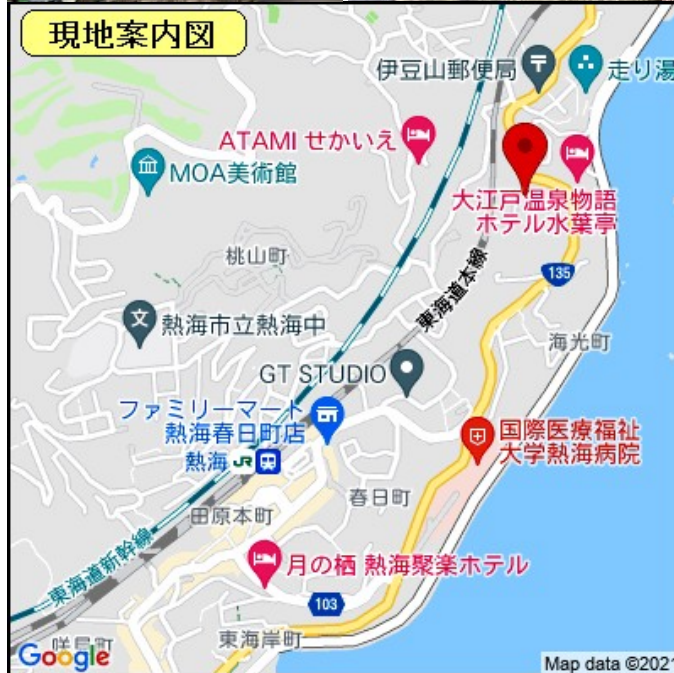 現地案内図
伊豆山郵便局
走り湯
ATAMI せかいえ
MOA美術館
大江戸温泉物語
ホテル水葉亭
桃山町
東海道本線
135
熱海市立熱海中
海光町
GT STUDIO
ファミリーマート
熱海春日町店
国際医療福祉
大学熱海病院
熱海 JR
春日町
田原本町
東海道新幹線
月の栖 熱海聚楽ホテル
103
東海岸町
咲見町
Google
Map data ©2021